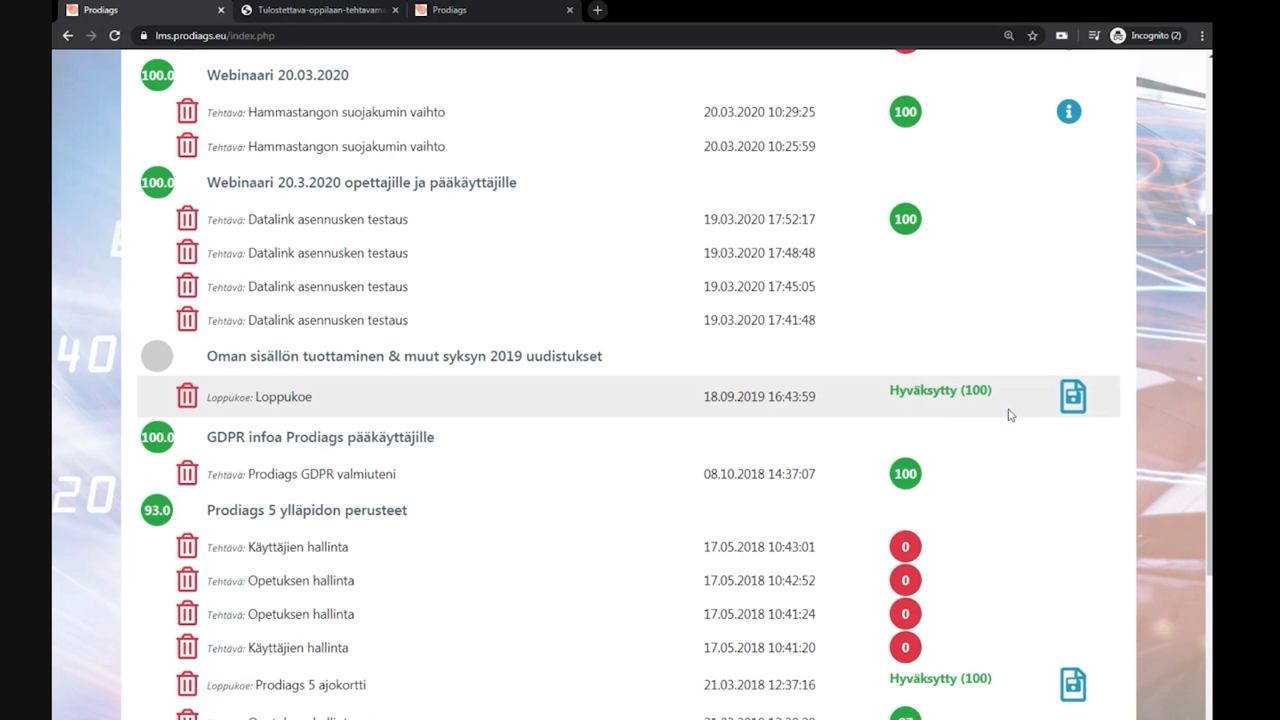 Prodiags
Tulostettava-oppilaan-tehtavama
Prodiags
lms.prodiags.eu/index.php
Incognito (2)
100.0 Webinaari 20.03.2020
Tehtävä: Hammastangon suojakumin vaihto 20.03.2020 10:29:25 100
Tehtävä: Hammastangon suojakumin vaihto 20.03.2020 10:25:59
100.0 Webinaari 20.3.2020 opettajille ja pääkäyttäjille
Tehtävä: Datalink asennusken testaus 19.03.2020 17:52:17 100
Tehtävä: Datalink asennusken testaus 19.03.2020 17:48:48
Tehtävä: Datalink asennusken testaus 19.03.2020 17:45:05
Tehtävä: Datalink asennusken testaus 19.03.2020 17:41:48
40
Oman sisällön tuottaminen & muut syksyn 2019 uudistukset
Loppukoe: Loppukoe 18.09.2019 16:43:59 Hyväksytty (100)
100.0 GDPR infoa Prodiags pääkäyttäjille
Tehtävä: Prodiags GDPR valmiuteni 08.10.2018 14:37:07 100
20
93.0 Prodiags 5 ylläpidon perusteet
Tehtävä: Käyttäjien hallinta 17.05.2018 10:43:01 0
Tehtävä: Opetuksen hallinta 17.05.2018 10:42:52 0
Tehtävä: Opetuksen hallinta 17.05.2018 10:41:24 0
Tehtävä: Käyttäjien hallinta 17.05.2018 10:41:20 0
Loppukoe: Prodiags 5 ajokortti 21.03.2018 12:37:16 Hyväksytty (100)